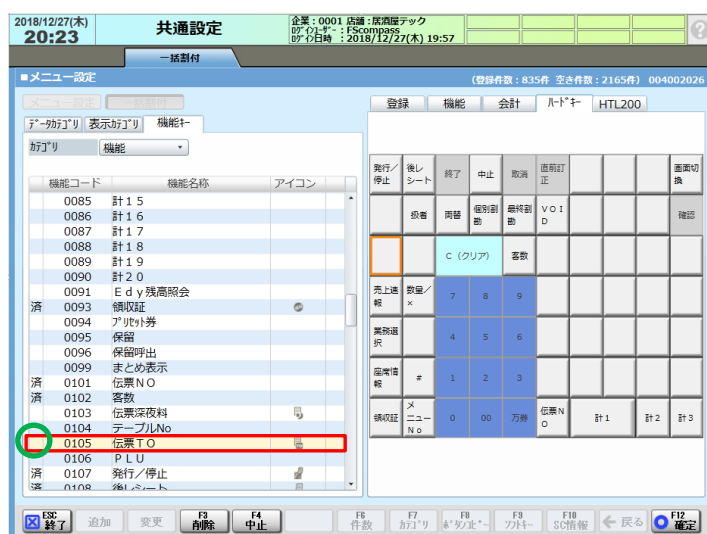 2018/12/27(木)
20:23
共通設定
企業：0001 店舗：居酒屋テック
ﾛｸﾞｲﾝﾕｰｻﾞｰ：FScompass
ﾛｸﾞｲﾝ日時 ：2018/12/27(木) 19:57
一括割付
■メニュー設定
(登録件数：835件 空き件数：2165件) 004002026
メニュー設定 一括割付
ﾃﾞｰﾀｶﾃｺﾞﾘ 表示ｶﾃｺﾞﾘ 機能ｷｰ
ｶﾃｺﾞﾘ 機能
機能コード 機能名称 アイコン
0085 計１５
0086 計１６
0087 計１７
0088 計１８
0089 計１９
0090 計２０
0091 Ｅｄｙ残高照会
済 0093 領収証
0094 ﾌﾟﾘｾｯﾄ券
0095 保留
0096 保留呼出
0099 まとめ表示
済 0101 伝票ＮＯ
済 0102 客数
0103 伝票深夜料
0104 テーブルNo
0105 伝票ＴＯ
0106 ＰＬＵ
済 0107 発行／停止
済 0108 後レシート
登録 機能 会計 ﾊｰﾄﾞｷｰ HTL200
発行／停止 後レシート 終了 中止 取消 直前訂正 画面切換
扱者 両替 個別割勘 最終割勘 ＶＯＩＤ 確認
Ｃ（クリア） 客数
売上速報 数量／× 7 8 9
業務選択 4 5 6
座席情報 # 1 2 3
領収証 メニューＮｏ 0 00 万券 伝票ＮＯ 計１ 計２ 計３
ESC 終了 追加 変更 F3 削除 F4 中止 F6 件数 F7 ｶﾃｺﾞﾘ F8 ﾎﾞﾀﾝｺﾋﾟｰ F9 ｿﾌﾄｷｰ F10 SC情報 戻る F12 確定